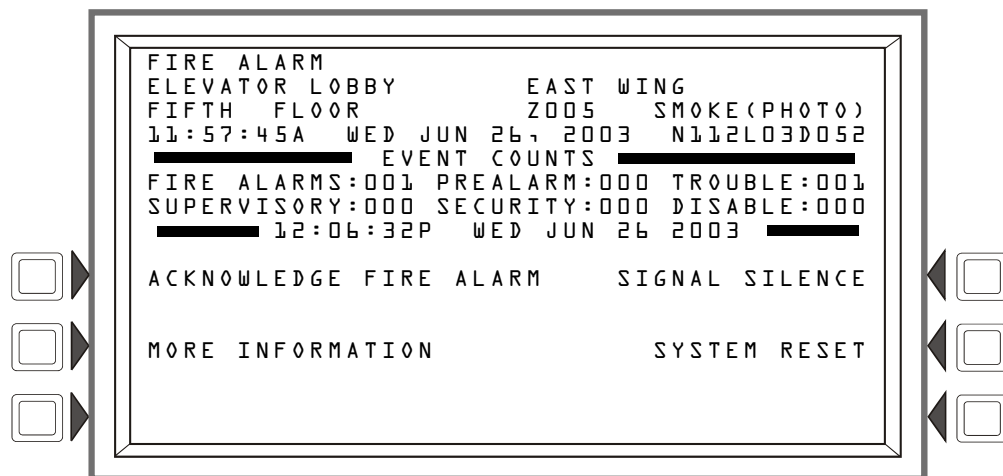 FIRE ALARM
ELEVATOR LOBBY EAST WING
FIFTH FLOOR Z005 SMOKE(PHOTO)
11:57:45A WED JUN 26, 2003 N112L03D052
EVENT COUNTS
FIRE ALARMS:001 PREALARM:000 TROUBLE:001
SUPERVISORY:000 SECURITY:000 DISABLE:000
12:06:32P WED JUN 26 2003
ACKNOWLEDGE FIRE ALARM SIGNAL SILENCE
MORE INFORMATION SYSTEM RESET